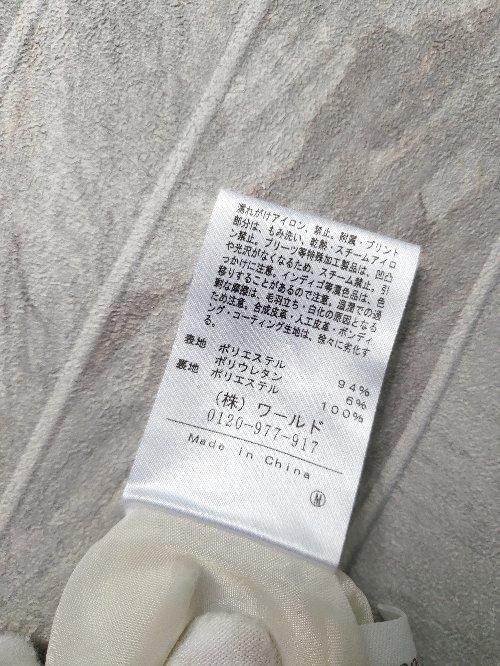 濡れがけアイロン、禁止。附属・プリント
部分は、もみ洗い、乾熱・スチームアイロ
ン禁止。プリーツ等特殊加工製品は、凹凸
や光沢がなくなるため、スチーム禁止。引
っかけに注意。インディゴ等濃色品は、色
移りすることがあるので注意。湿潤での過
剰な摩擦は、毛羽立ち・白化の原因となる
ため注意。合成皮革・人工皮革・ボンディ
ング・コーティング生地は、徐々に劣化す
る。
表地 ポリエステル 94%
ポリウレタン 6%
裏地 ポリエステル 100%
(株) ワールド
0120-977-917
Made in China
M